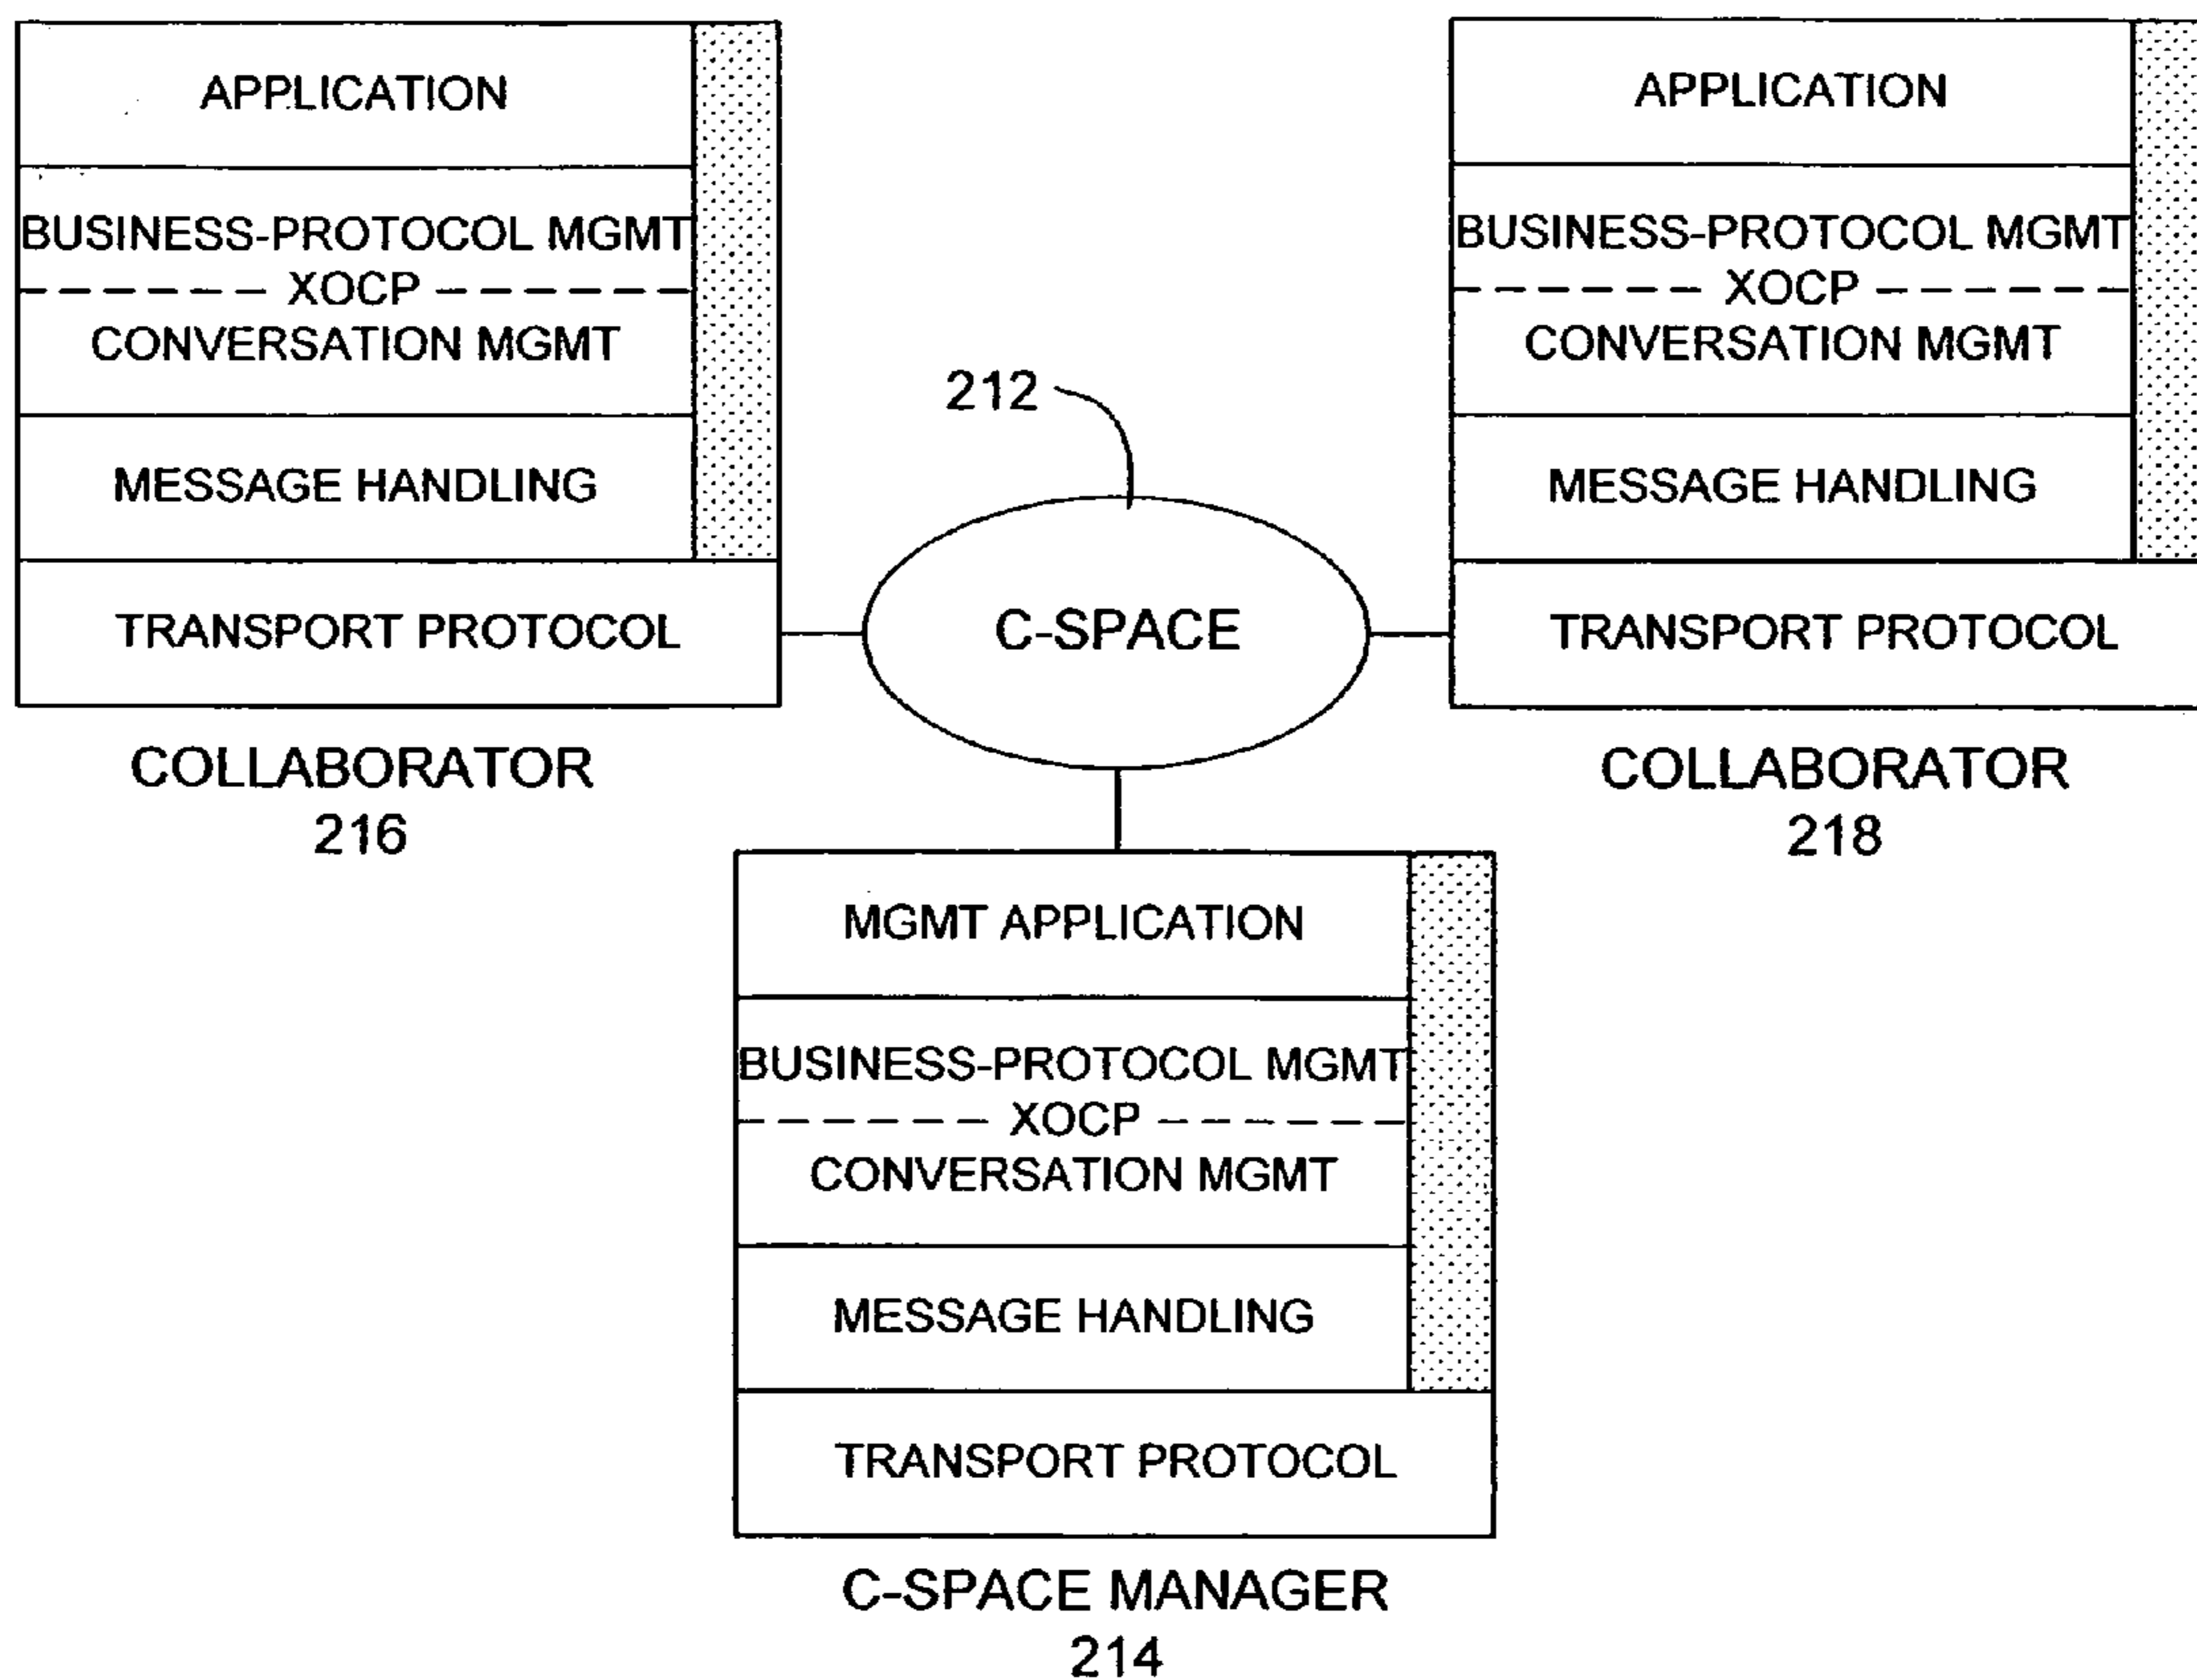 APPLICATION
BUSINESS-PROTOCOL MGMT
XOCP
CONVERSATION MGMT
MESSAGE HANDLING
TRANSPORT PROTOCOL
COLLABORATOR
216
212
C-SPACE
APPLICATION
BUSINESS-PROTOCOL MGMT
XOCP
CONVERSATION MGMT
MESSAGE HANDLING
TRANSPORT PROTOCOL
COLLABORATOR
218
MGMT APPLICATION
BUSINESS-PROTOCOL MGMT
XOCP
CONVERSATION MGMT
MESSAGE HANDLING
TRANSPORT PROTOCOL
C-SPACE MANAGER
214